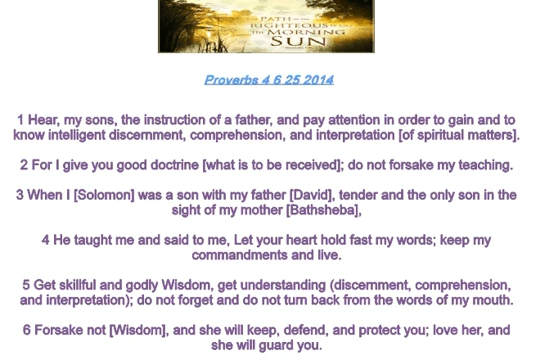 THE PATH OF THE
RIGHTEOUS IS LIKE
THE MORNING
SUN
Proverbs 4 6 25 2014
1 Hear, my sons, the instruction of a father, and pay attention in order to gain and to
know intelligent discernment, comprehension, and interpretation [of spiritual matters].
2 For I give you good doctrine [what is to be received]; do not forsake my teaching.
3 When I [Solomon] was a son with my father [David], tender and the only son in the
sight of my mother [Bathsheba],
4 He taught me and said to me, Let your heart hold fast my words; keep my
commandments and live.
5 Get skillful and godly Wisdom, get understanding (discernment, comprehension,
and interpretation); do not forget and do not turn back from the words of my mouth.
6 Forsake not [Wisdom], and she will keep, defend, and protect you; love her, and
she will guard you.